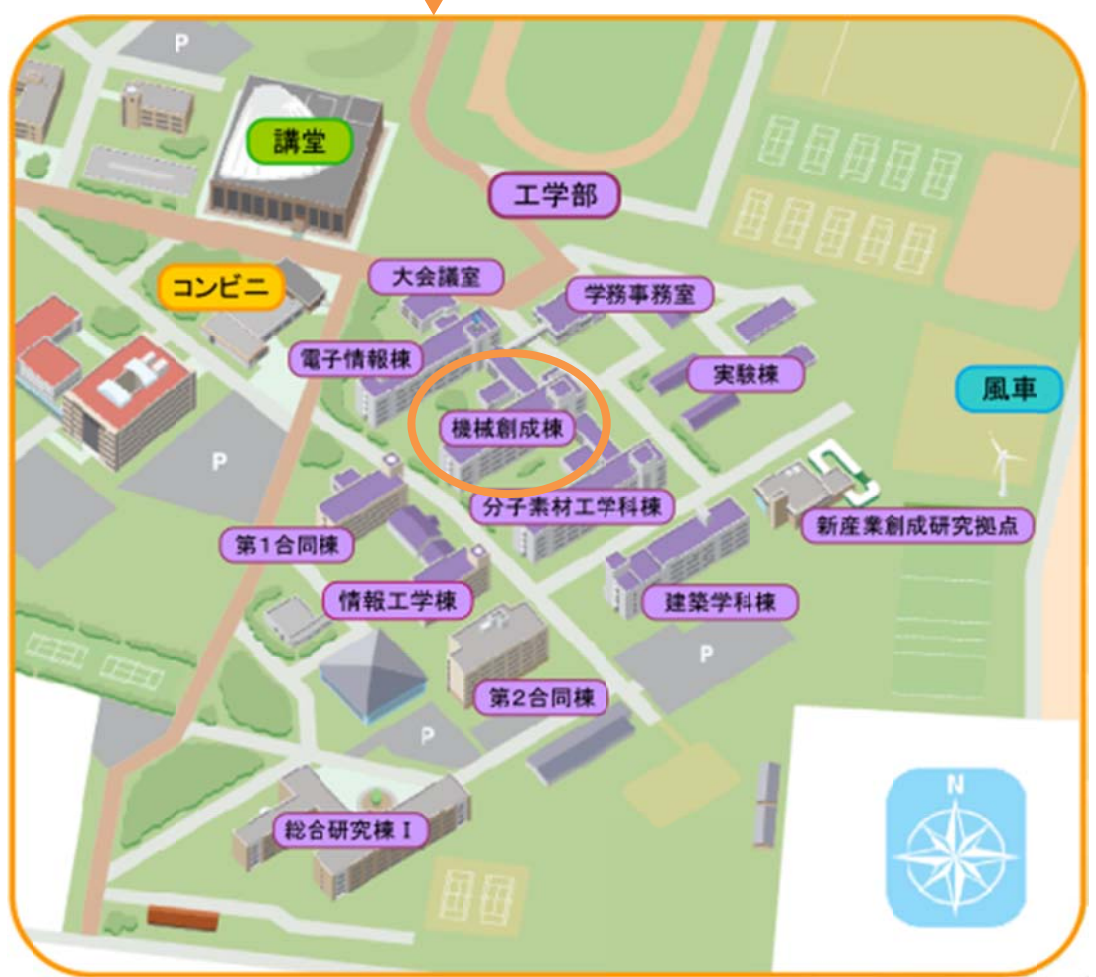 P
講堂
工学部
大会議室
コンビニ
学務事務室
電子情報棟
実験棟
風車
機械創成棟
P
分子素材工学科棟
新産業創成研究拠点
第1合同棟
情報工学棟
建築学科棟
P
第2合同棟
P
N
総合研究棟Ⅰ